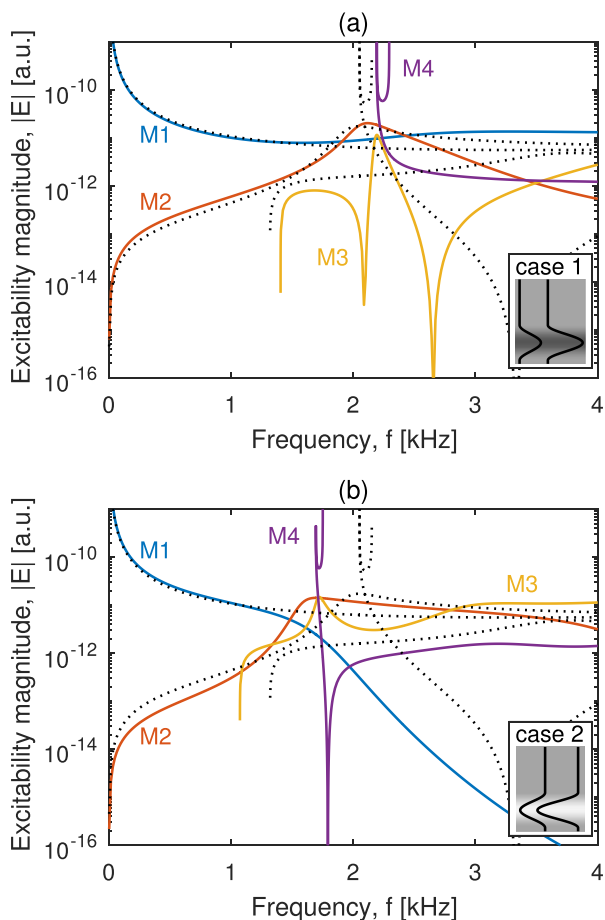 (a)
Excitability magnitude, |E| [a.u.]
10^-10
10^-12
10^-14
10^-16
M1
M2
M3
M4
case 1
0 1 2 3 4
Frequency, f [kHz]
(b)
Excitability magnitude, |E| [a.u.]
10^-10
10^-12
10^-14
10^-16
M1
M4
M3
M2
case 2
0 1 2 3 4
Frequency, f [kHz]